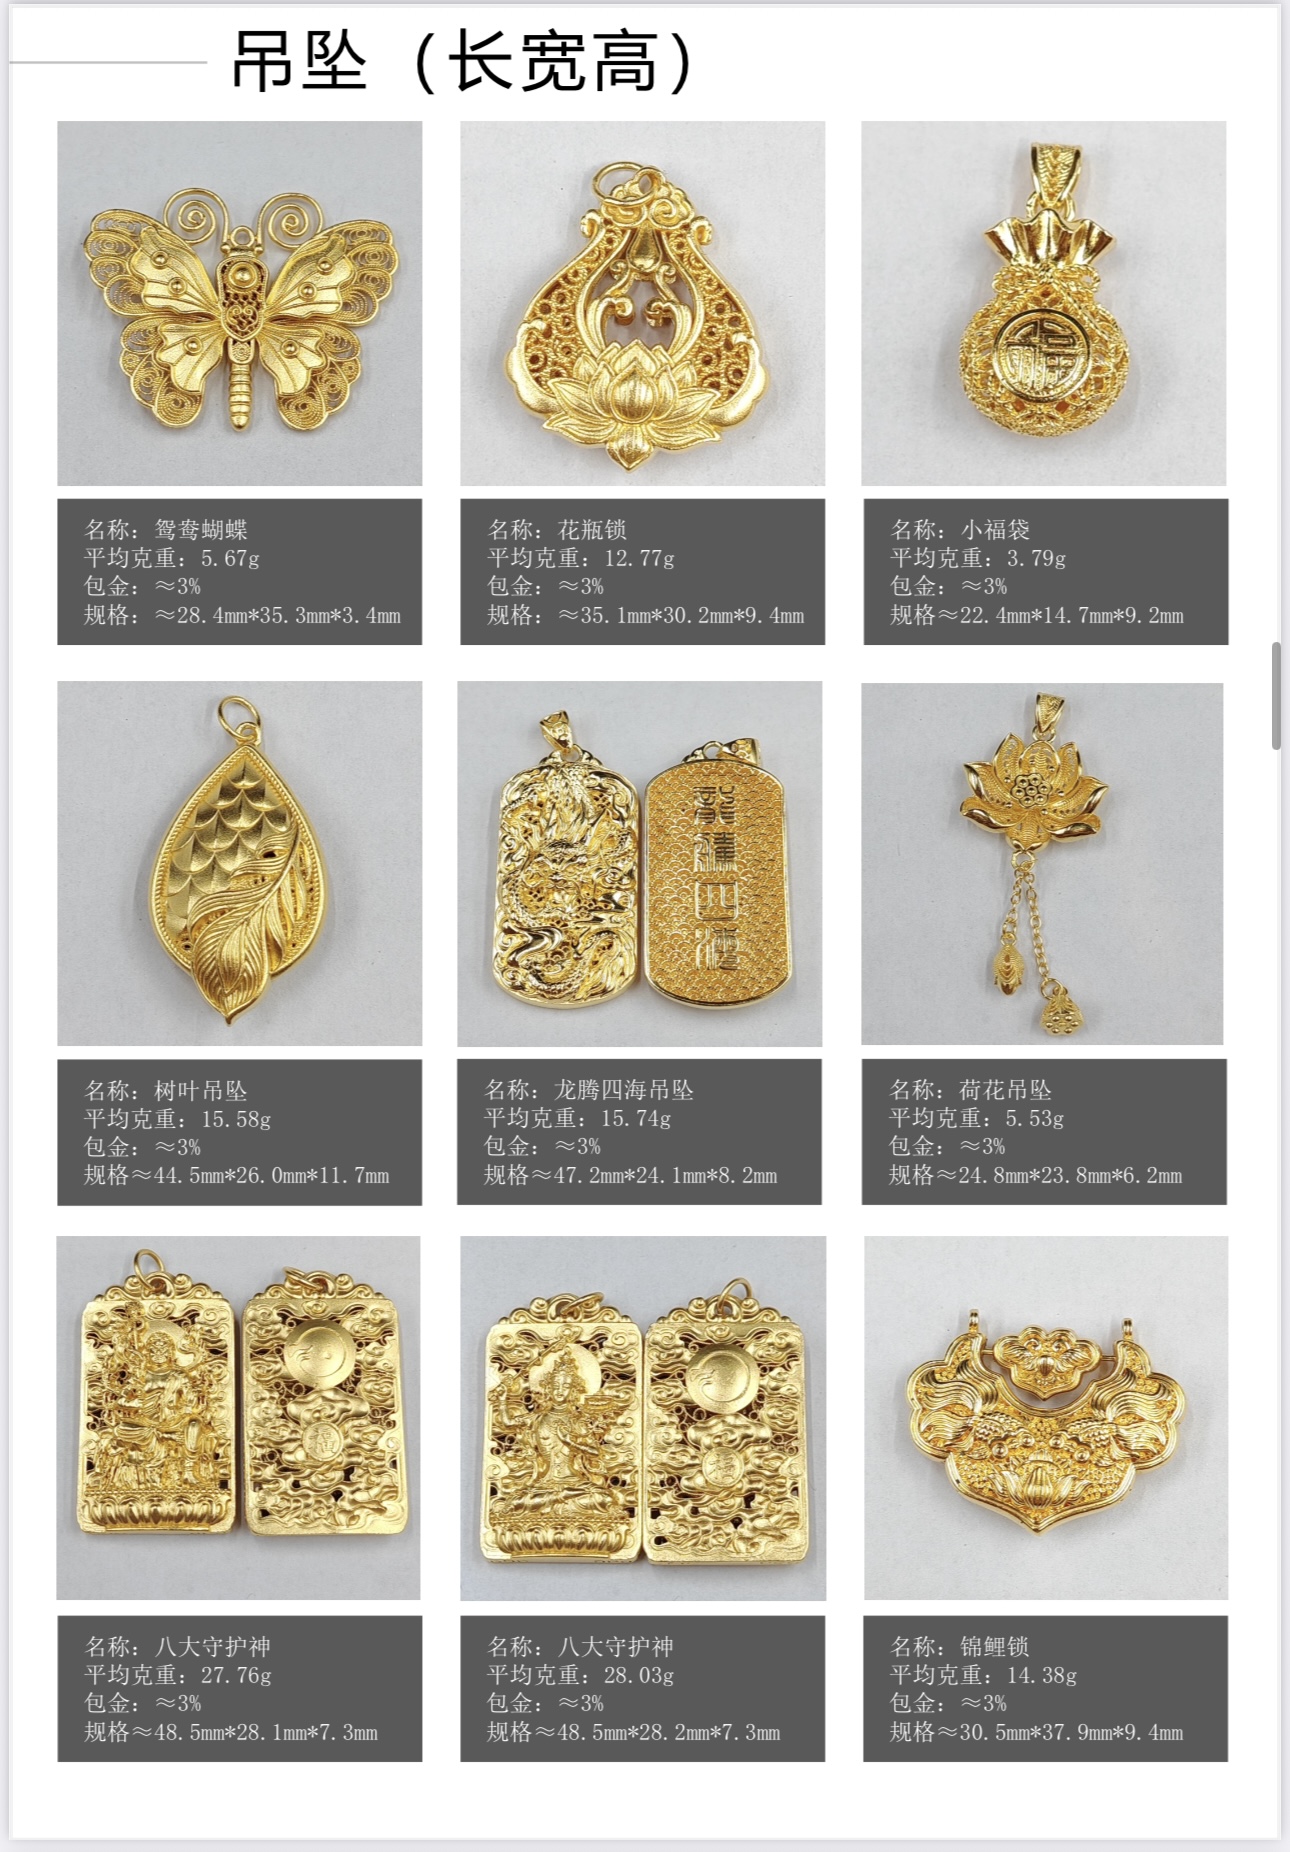 吊坠（长宽高）
福
名称：鸳鸯蝴蝶
平均克重：5.67g
包金：≈3%
规格：≈28.4mm*35.3mm*3.4mm
名称：花瓶锁
平均克重：12.77g
包金：≈3%
规格：≈35.1mm*30.2mm*9.4mm
名称：小福袋
平均克重：3.79g
包金：≈3%
规格≈22.4mm*14.7mm*9.2mm
龍騰四海
名称：树叶吊坠
平均克重：15.58g
包金：≈3%
规格≈44.5mm*26.0mm*11.7mm
名称：龙腾四海吊坠
平均克重：15.74g
包金：≈3%
规格≈47.2mm*24.1mm*8.2mm
名称：荷花吊坠
平均克重：5.53g
包金：≈3%
规格≈24.8mm*23.8mm*6.2mm
名称：八大守护神
平均克重：27.76g
包金：≈3%
规格≈48.5mm*28.1mm*7.3mm
名称：八大守护神
平均克重：28.03g
包金：≈3%
规格≈48.5mm*28.2mm*7.3mm
名称：锦鲤锁
平均克重：14.38g
包金：≈3%
规格≈30.5mm*37.9mm*9.4mm